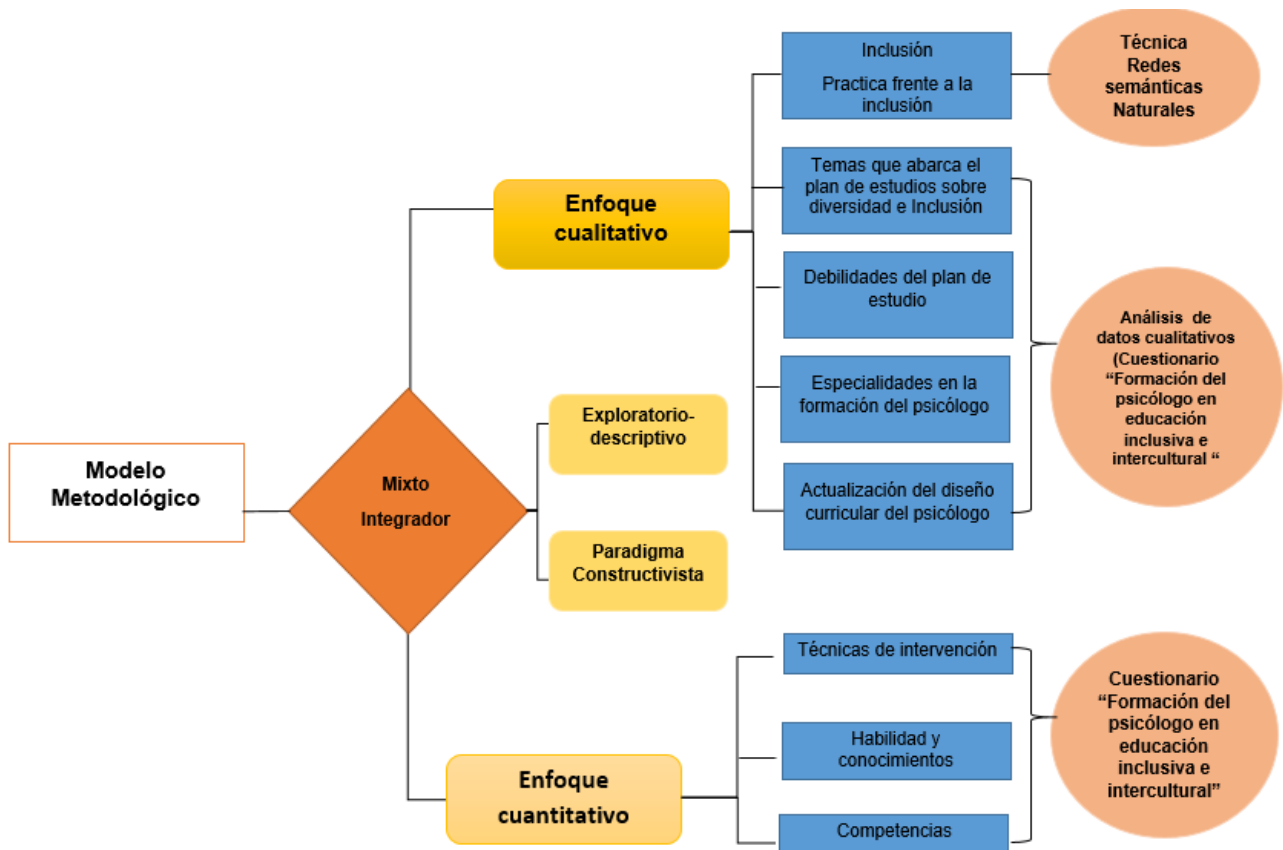 Modelo
Metodológico
Mixto
Integrador
Enfoque
cualitativo
Exploratorio-
descriptivo
Paradigma
Constructivista
Enfoque
cuantitativo
Inclusión
Practica frente a la
inclusión
Temas que abarca el
plan de estudios sobre
diversidad e Inclusión
Debilidades del plan de
estudio
Especialidades en la
formación del psicólogo
Actualización del diseño
curricular del psicólogo
Técnicas de intervención
Habilidad y
conocimientos
Competencias
Técnica
Redes
semánticas
Naturales
Análisis de
datos cualitativos
(Cuestionario
“Formación del
psicólogo en
educación
inclusiva e
intercultural “
Cuestionario
“Formación del
psicólogo en
educación
inclusiva e
intercultural”